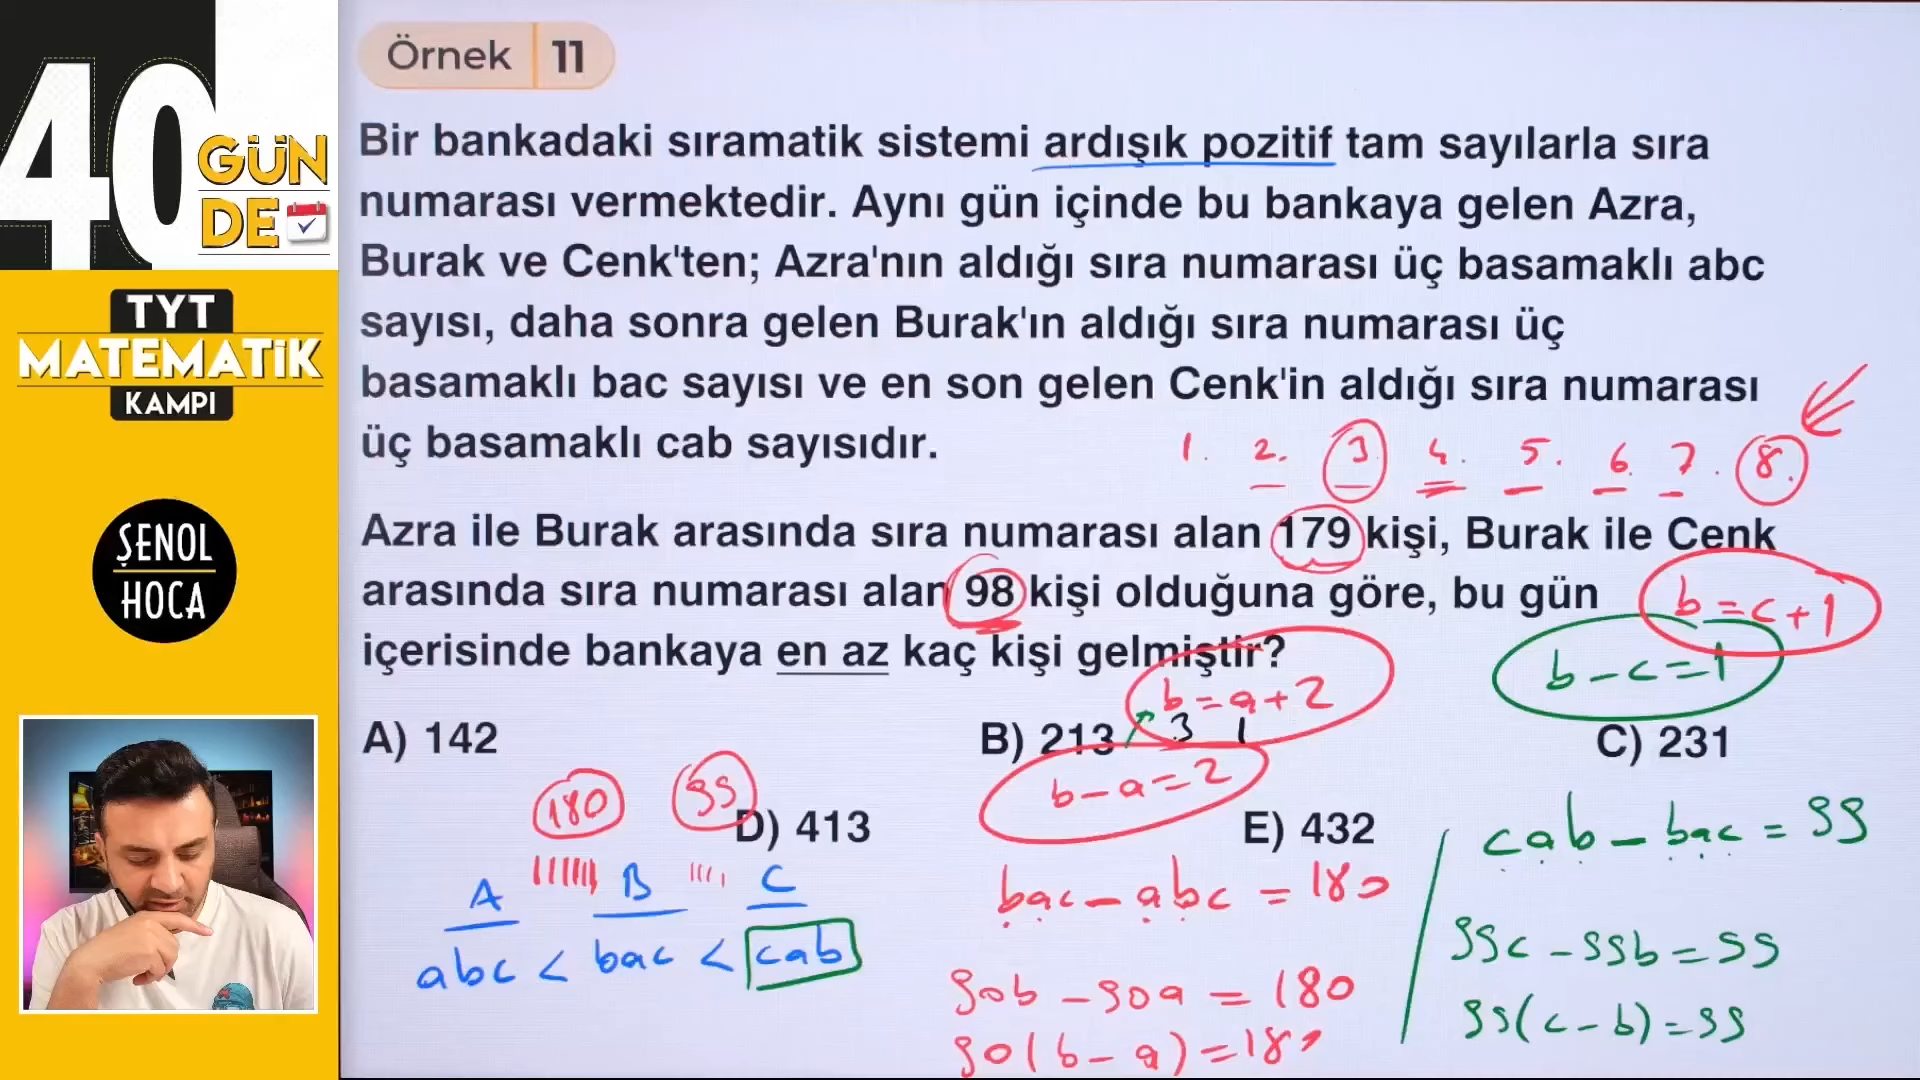 40
GÜN
DE
TYT
MATEMATİK
KAMPI
ŞENOL
HOCA
Örnek 11
Bir bankadaki sıramatik sistemi ardışık pozitif tam sayılarla sıra
numarası vermektedir. Aynı gün içinde bu bankaya gelen Azra,
Burak ve Cenk'ten; Azra'nın aldığı sıra numarası üç basamaklı abc
sayısı, daha sonra gelen Burak'ın aldığı sıra numarası üç
basamaklı bac sayısı ve en son gelen Cenk'in aldığı sıra numarası
üç basamaklı cab sayısıdır.
1. 2. 3 4. 5. 6. 7. 8.
Azra ile Burak arasında sıra numarası alan 179 kişi, Burak ile Cenk
arasında sıra numarası alan 98 kişi olduğuna göre, bu gün
b = c + 1
içerisinde bankaya en az kaç kişi gelmiştir?
b - c = 1
b = a + 2
3 1
A) 142
B) 213
C) 231
b - a = 2
180 99
D) 413
E) 432
cab - bac = 99
A B C
bac - abc = 180
abc < bac < cab
99c - 99b = 99
90b - 90a = 180
99(c - b) = 99
90(b - a) = 180